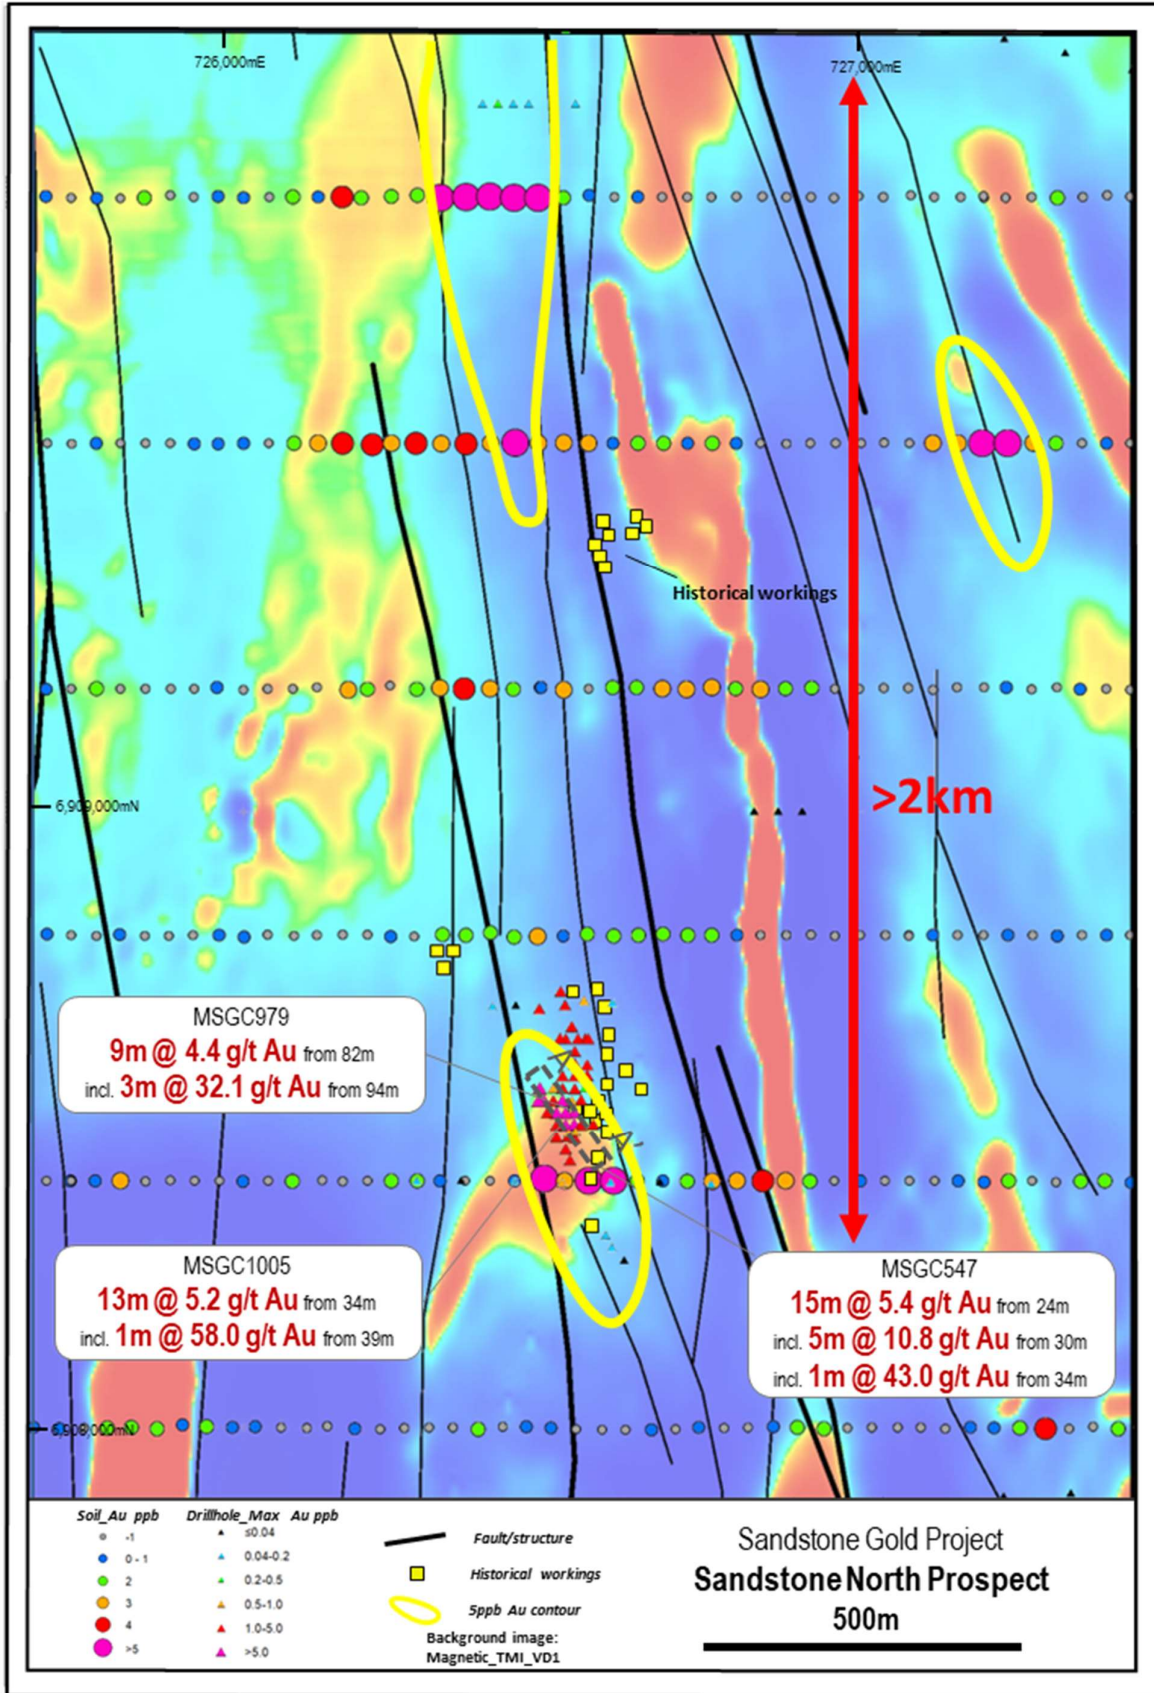 726,000mE
727,000mE
Historical workings
>2km
6,909,000mN
MSGC979
9m @ 4.4 g/t Au from 82m
incl. 3m @ 32.1 g/t Au from 94m
MSGC1005
13m @ 5.2 g/t Au from 34m
incl. 1m @ 58.0 g/t Au from 39m
MSGC547
15m @ 5.4 g/t Au from 24m
incl. 5m @ 10.8 g/t Au from 30m
incl. 1m @ 43.0 g/t Au from 34m
6,908,000mN
Soil_Au ppb
-1
0 - 1
2
3
4
>5
Drillhole_Max Au ppb
≤0.04
0.04-0.2
0.2-0.5
0.5-1.0
1.0-5.0
>5.0
Fault/structure
Historical workings
5ppb Au contour
Background image:
Magnetic_TMI_VD1
Sandstone Gold Project
Sandstone North Prospect
500m